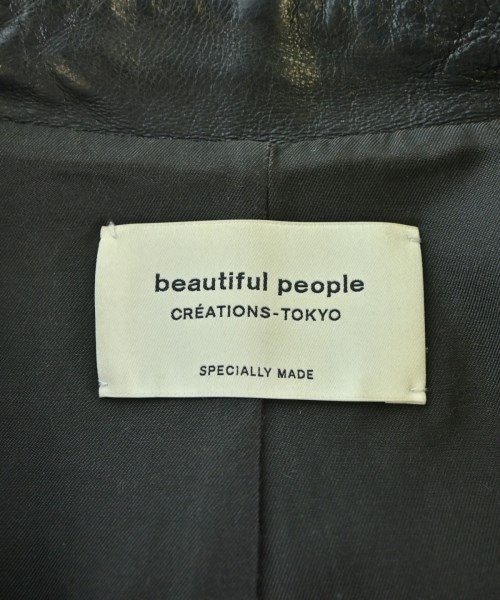 beautiful people
CRÉATIONS-TOKYO
SPECIALLY MADE